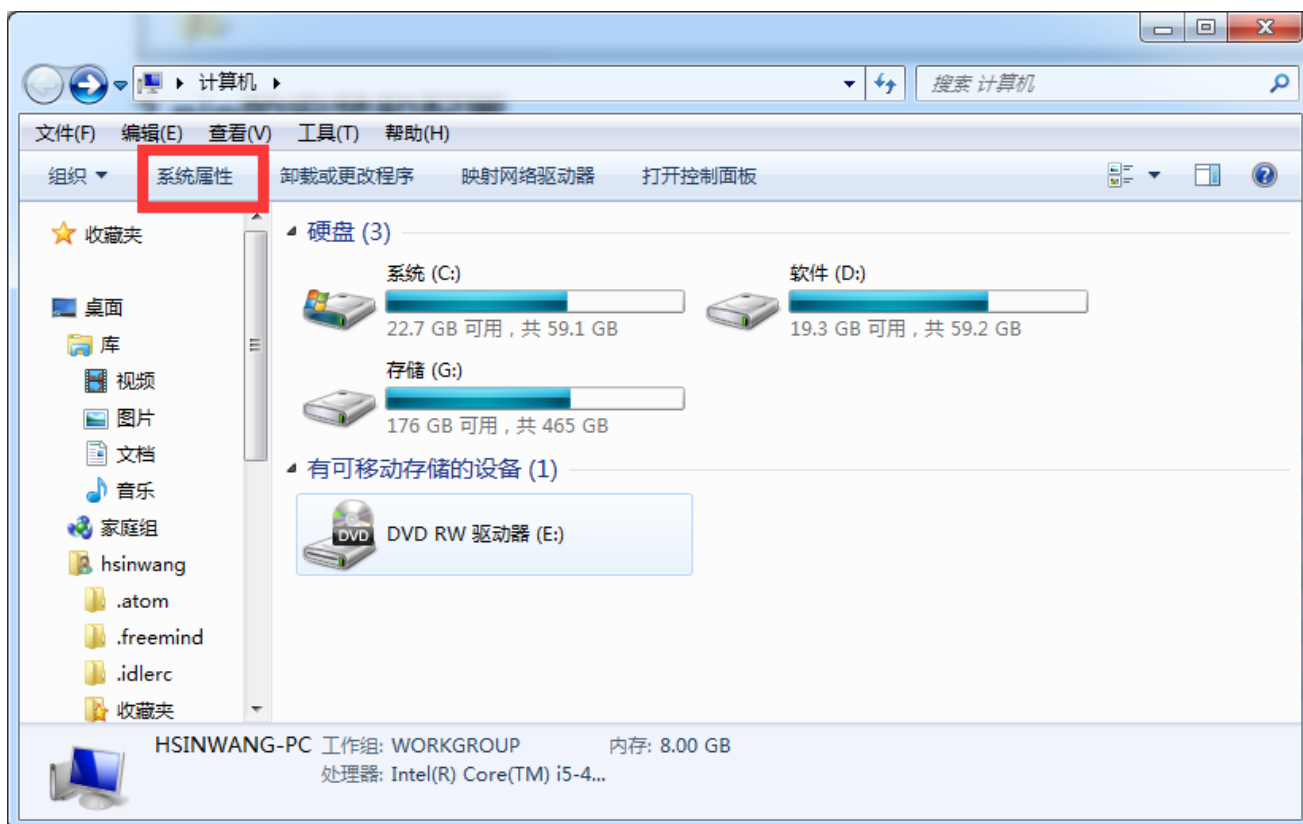 计算机
搜索 计算机
文件(F) 编辑(E) 查看(V) 工具(T) 帮助(H)
组织 系统属性 卸载或更改程序 映射网络驱动器 打开控制面板
收藏夹
桌面
库
视频
图片
文档
音乐
家庭组
hsinwang
.atom
.freemind
.idlerc
收藏夹
硬盘 (3)
系统 (C:)
22.7 GB 可用，共 59.1 GB
软件 (D:)
19.3 GB 可用，共 59.2 GB
存储 (G:)
176 GB 可用，共 465 GB
有可移动存储的设备 (1)
DVD
DVD RW 驱动器 (E:)
HSINWANG-PC 工作组: WORKGROUP 内存: 8.00 GB
处理器: Intel(R) Core(TM) i5-4...